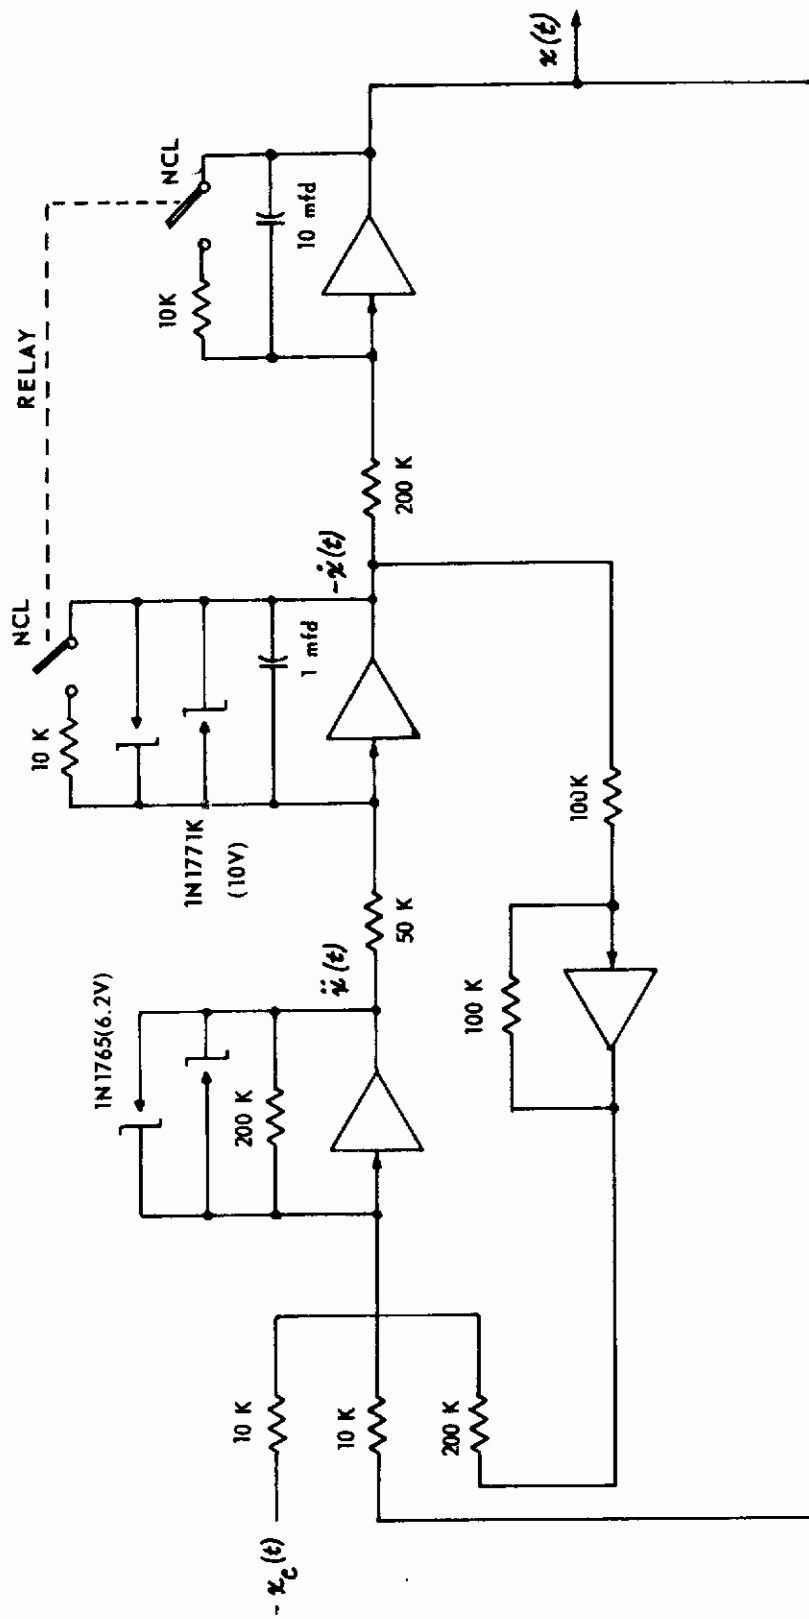 RELAY
NCL
NCL
1N1765(6.2V)
10 K
10K
1N1771K
(10V)
200 K
1 mfd
10 mfd
ẍ(t)
-ẋ(t)
x(t)
10 K
50 K
200 K
-x_c(t)
10 K
200 K
100 K
100K